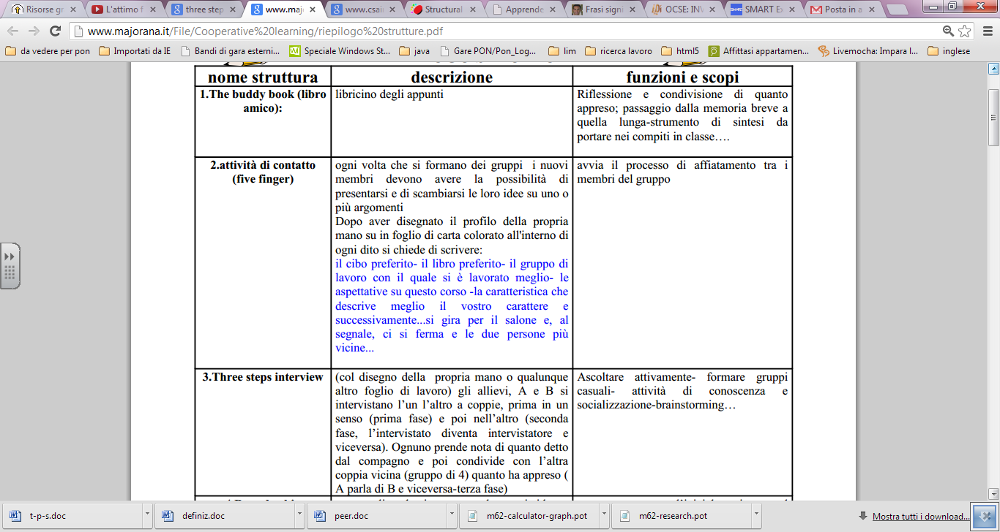 Risorse gr
L'attimo f
three step
www.maj
www.csai
Structural
Apprende
Frasi signi
OCSE: INV
SMART Ex
Posta in a
www.majorana.it/File/Cooperative%20learning/riepilogo%20strutture.pdf
da vedere per pon
Importati da IE
Bandi di gara esterni...
Speciale Windows St...
java
Gare PON/Pon_Log...
lim
ricerca lavoro
html5
Affittasi appartamen...
Livemocha: Impara l...
inglese
nome struttura
descrizione
funzioni e scopi
1.The buddy book (libro
amico):
libricino degli appunti
Riflessione e condivisione di quanto
appreso; passaggio dalla memoria breve a
quella lunga-strumento di sintesi da
portare nei compiti in classe….
2.attività di contatto
(five finger)
ogni volta che si formano dei gruppi i nuovi
membri devono avere la possibilità di
presentarsi e di scambiarsi le loro idee su uno o
più argomenti
Dopo aver disegnato il profilo della propria
mano su in foglio di carta colorato all'interno di
ogni dito si chiede di scrivere:
il cibo preferito- il libro preferito- il gruppo di
lavoro con il quale si è lavorato meglio- le
aspettative su questo corso -la caratteristica che
descrive meglio il vostro carattere e
successivamente...si gira per il salone e, al
segnale, ci si ferma e le due persone più
vicine...
avvia il processo di affiatamento tra i
membri del gruppo
3.Three steps interview
(col disegno della propria mano o qualunque
altro foglio di lavoro) gli allievi, A e B si
intervistano l’un l’altro a coppie, prima in un
senso (prima fase) e poi nell’altro (seconda
fase, l’intervistato diventa intervistatore e
viceversa). Ognuno prende nota di quanto detto
dal compagno e poi condivide con l’altra
coppia vicina (gruppo di 4) quanto ha appreso (
A parla di B e viceversa-terza fase)
Ascoltare attivamente- formare gruppi
casuali- attività di conoscenza e
socializzazione-brainstorming…
t-p-s.doc
definiz.doc
peer.doc
m62-calculator-graph.pot
m62-research.pot
Mostra tutti i download...